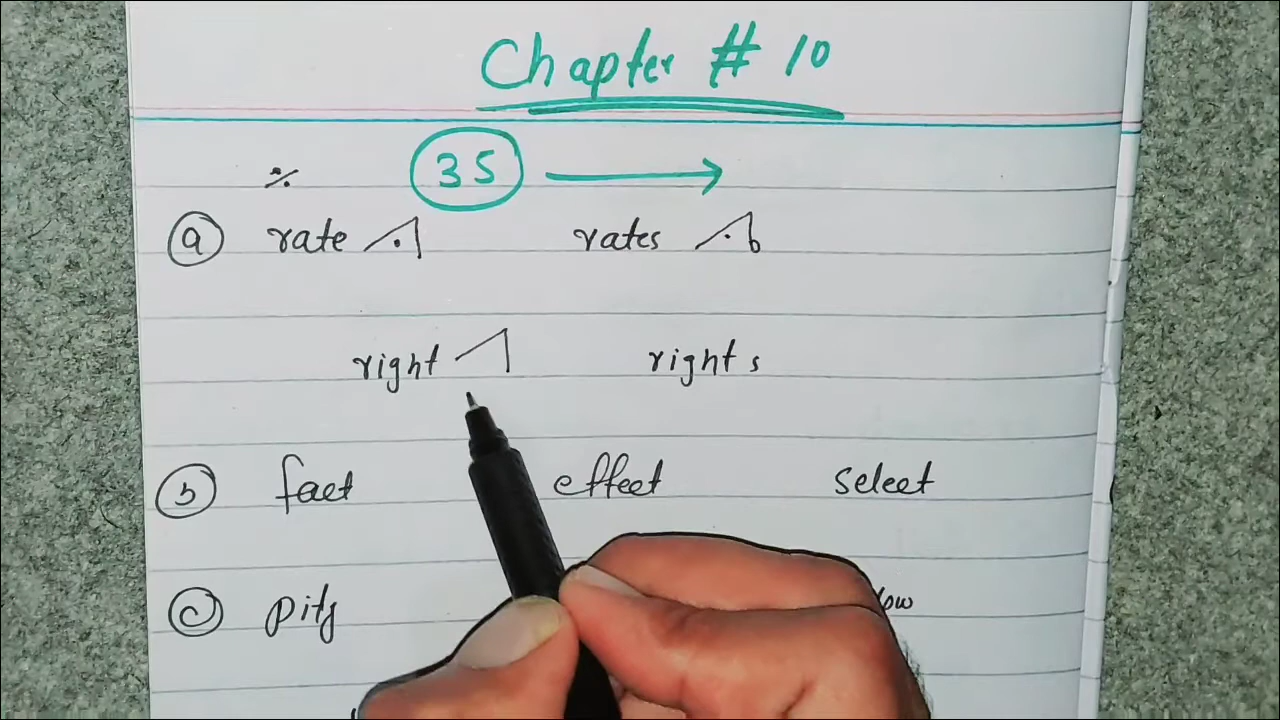 Chapter # 10
35
a rate rates
right rights
b fact effect select
c pity